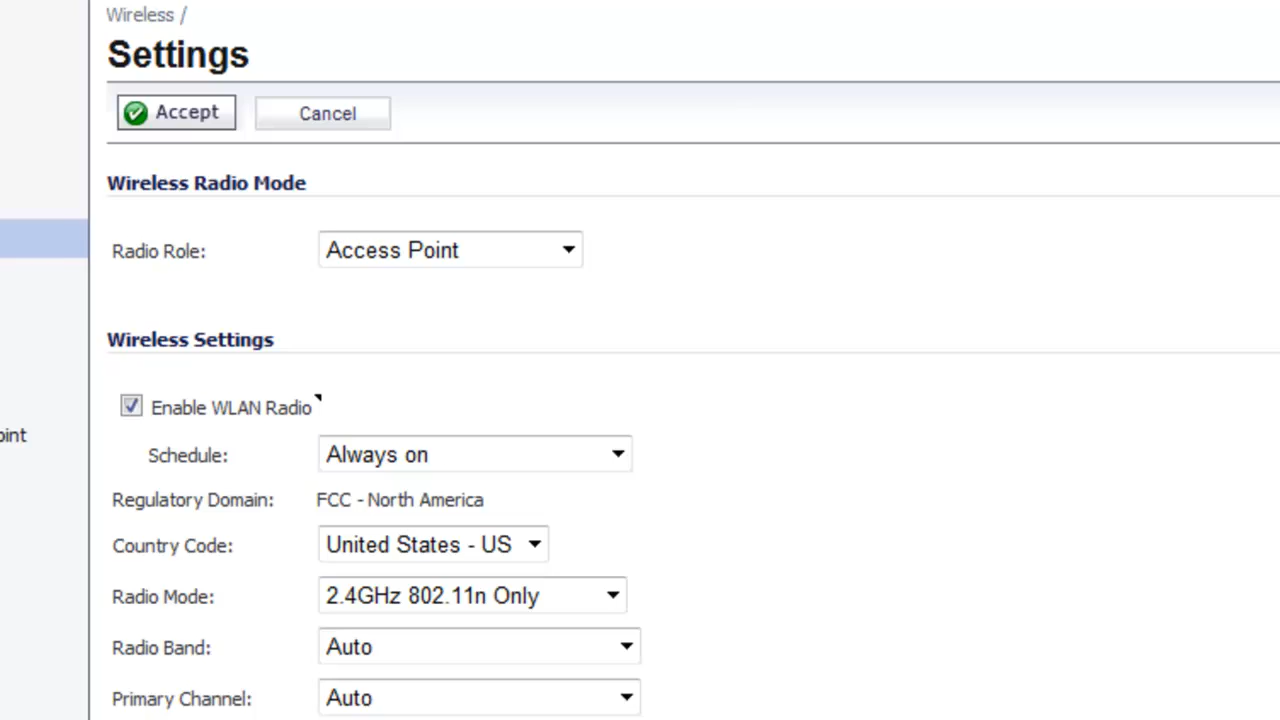 Wireless /
Settings
Accept Cancel
Wireless Radio Mode
Radio Role: Access Point
Wireless Settings
Enable WLAN Radio
oint
Schedule: Always on
Regulatory Domain: FCC - North America
Country Code: United States - US
Radio Mode: 2.4GHz 802.11n Only
Radio Band: Auto
Primary Channel: Auto